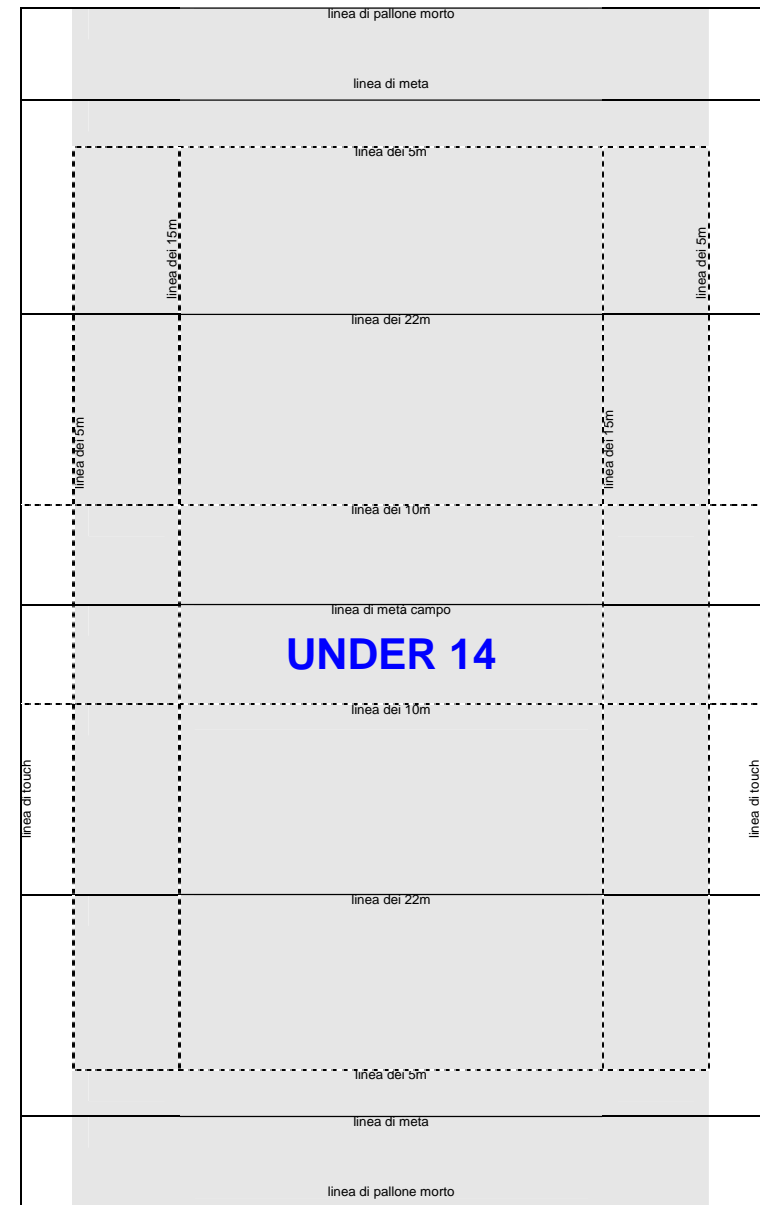 linea di pallone morto
linea di meta
linea dei 5m
linea dei 15m
linea dei 5m
linea dei 22m
linea dei 5m
linea dei 15m
linea dei 10m
linea di metà campo
UNDER 14
linea dei 10m
linea di touch
linea di touch
linea dei 22m
linea dei 5m
linea di meta
linea di pallone morto